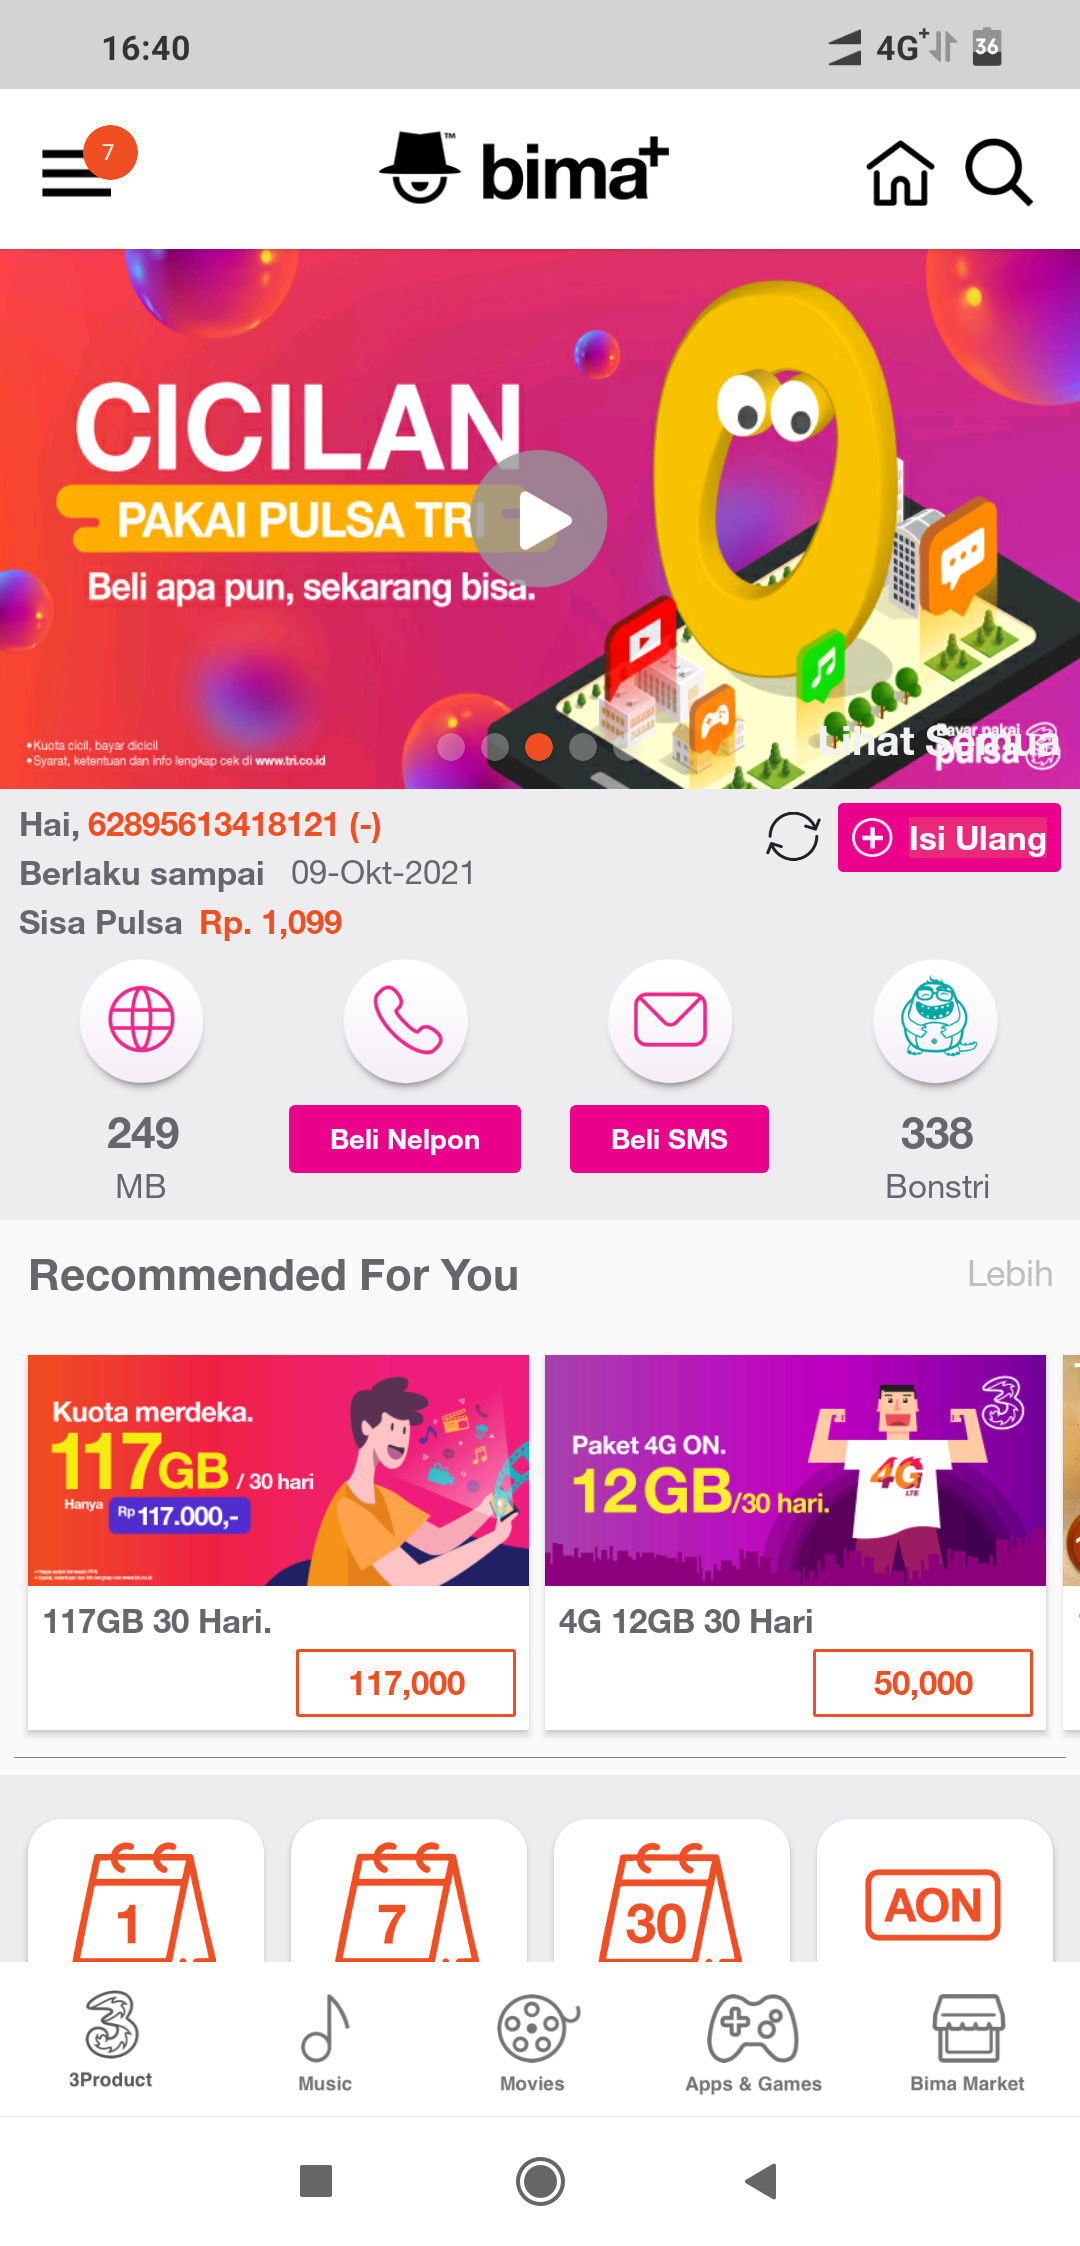 16:40
4G+
36
7
bima+
TM
CICILAN
PAKAI PULSA TRI
Beli apa pun, sekarang bisa.
•Kuota cicil, bayar dicicil
•Syarat, ketentuan dan info lengkap cek di www.tri.co.id
Bayar pakai
pulsa
Lihat Semua
Hai, 62895613418121 (-)
Isi Ulang
Berlaku sampai 09-Okt-2021
Sisa Pulsa Rp. 1,099
249
MB
Beli Nelpon
Beli SMS
338
Bonstri
Recommended For You
Lebih
Kuota merdeka.
117GB / 30 hari
Hanya
Rp 117.000,-
Paket 4G ON.
12GB/30 hari.
3
4G
LTE
117GB 30 Hari.
117,000
4G 12GB 30 Hari
50,000
1
7
30
AON
3Product
Music
Movies
Apps & Games
Bima Market